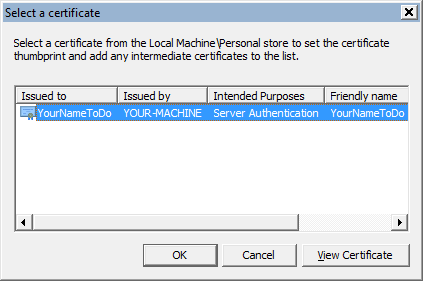 Select a certificate
Select a certificate from the Local Machine\Personal store to set the certificate
thumbprint and add any intermediate certificates to the list.
Issued to Issued by Intended Purposes Friendly name
YourNameToDo YOUR-MACHINE Server Authentication YourNameToDo
OK Cancel View Certificate